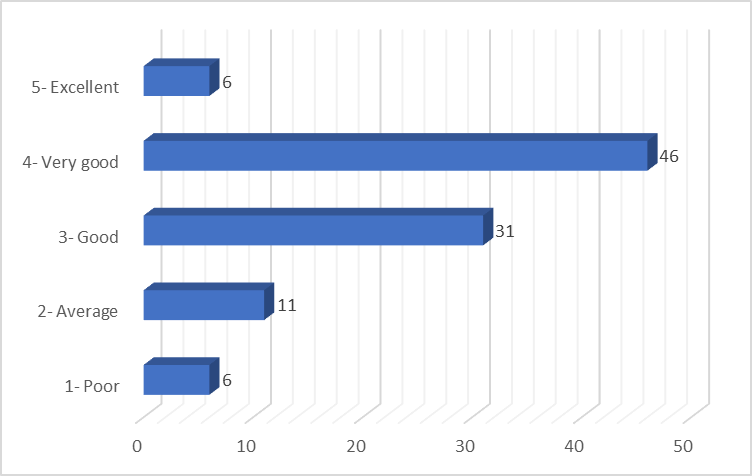 5- Excellent 6
4- Very good 46
3- Good 31
2- Average 11
1- Poor 6
0 10 20 30 40 50